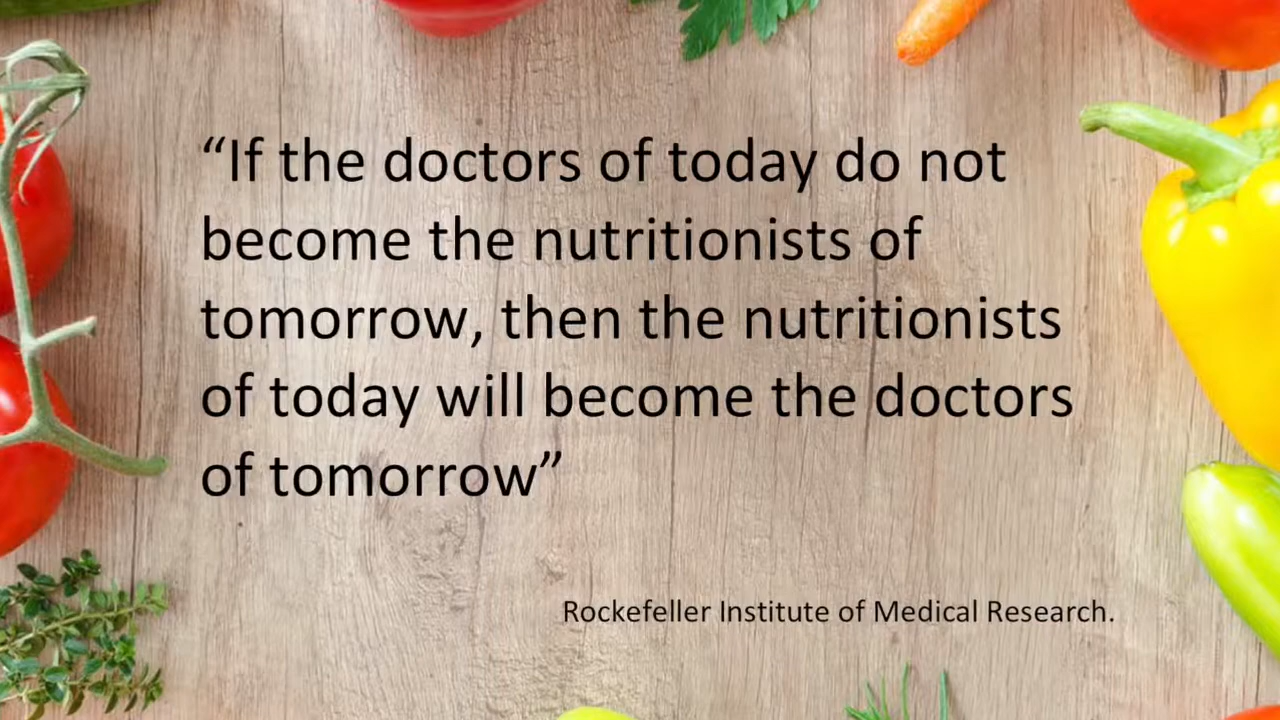 “If the doctors of today do not
become the nutritionists of
tomorrow, then the nutritionists
of today will become the doctors
of tomorrow”
Rockefeller Institute of Medical Research.